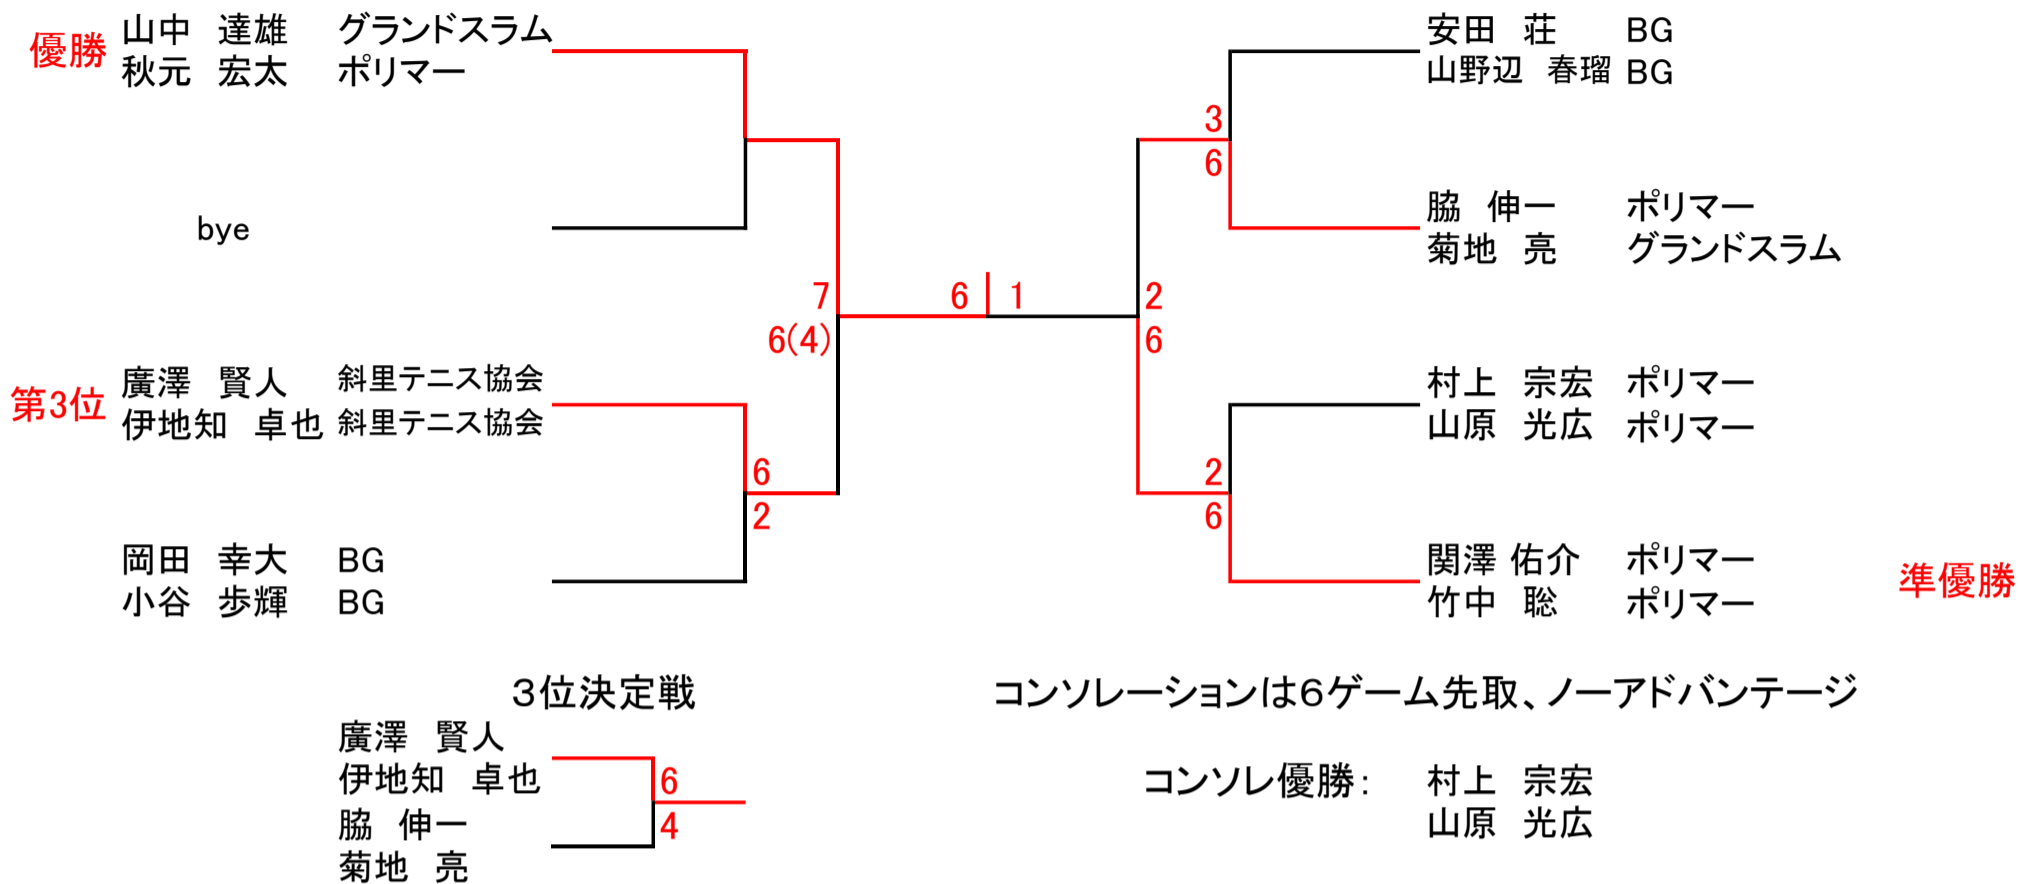 優勝
山中 達雄 グランドスラム
秋元 宏太 ポリマー
bye
第3位
廣澤 賢人 斜里テニス協会
伊地知 卓也 斜里テニス協会
岡田 幸大 BG
小谷 歩輝 BG
6
2
7
6(4)
6 1
安田 荘 BG
山野辺 春瑠 BG
3
6
脇 伸一 ポリマー
菊地 亮 グランドスラム
2
6
村上 宗宏 ポリマー
山原 光広 ポリマー
2
6
関澤 佑介 ポリマー
竹中 聡 ポリマー
準優勝
3位決定戦
廣澤 賢人
伊地知 卓也
6
4
脇 伸一
菊地 亮
コンソレーションは6ゲーム先取、ノーアドバンテージ
コンソレ優勝: 村上 宗宏
山原 光広